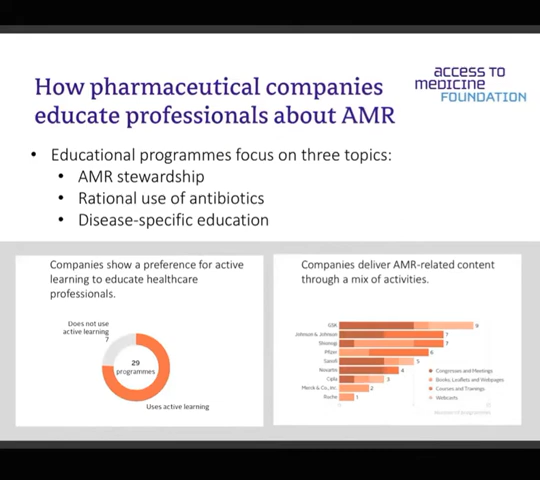 How pharmaceutical companies
educate professionals about AMR
ACCESS TO
MEDICINE
FOUNDATION
• Educational programmes focus on three topics:
• AMR stewardship
• Rational use of antibiotics
• Disease-specific education
Companies show a preference for active
learning to educate healthcare
professionals.
Does not use
active learning
7
29
programmes
Uses active learning
Companies deliver AMR-related content
through a mix of activities.
GSK 9
Johnson & Johnson 7
Shionogi 7
Pfizer 6
Sanofi 5
Novartis 4
Cipla 3
Merck & Co., Inc. 2
Roche 1
Congresses and Meetings
Books, Leaflets and Webpages
Courses and Trainings
Webcasts